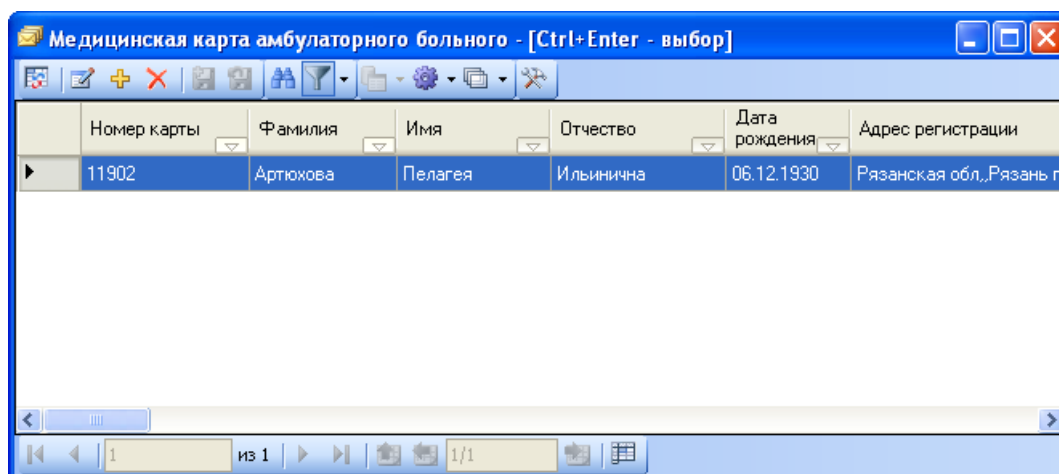 Медицинская карта амбулаторного больного - [Ctrl+Enter - выбор]
Номер карты Фамилия Имя Отчество Дата рождения Адрес регистрации
11902 Артюхова Пелагея Ильинична 06.12.1930 Рязанская обл,,Рязань г
1 из 1 1/1